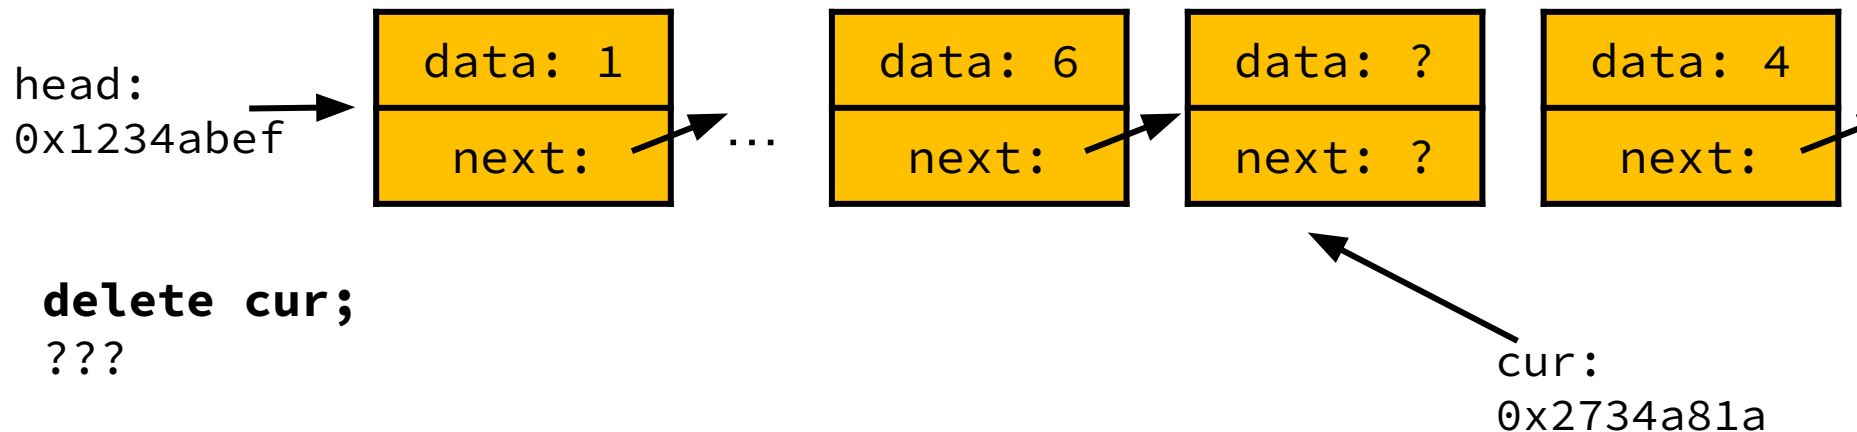 head:
0x1234abef
data: 1
next:
...
data: 6
next:
data: ?
next: ?
data: 4
next:
delete cur;
???
cur:
0x2734a81a